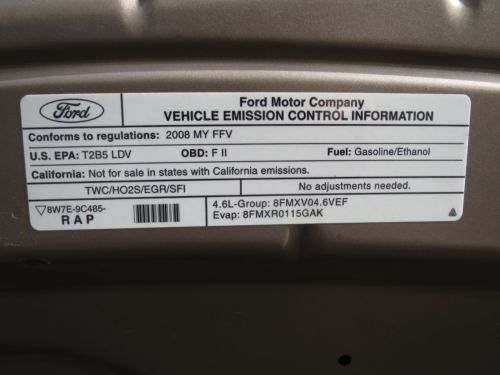 Ford
Ford Motor Company
VEHICLE EMISSION CONTROL INFORMATION
Conforms to regulations: 2008 MY FFV
U.S. EPA: T2B5 LDV OBD: F II Fuel: Gasoline/Ethanol
California: Not for sale in states with California emissions.
TWC/HO2S/EGR/SFI No adjustments needed.
8W7E-9C485-
R A P
4.6L-Group: 8FMXV04.6VEF
Evap: 8FMXR0115GAK